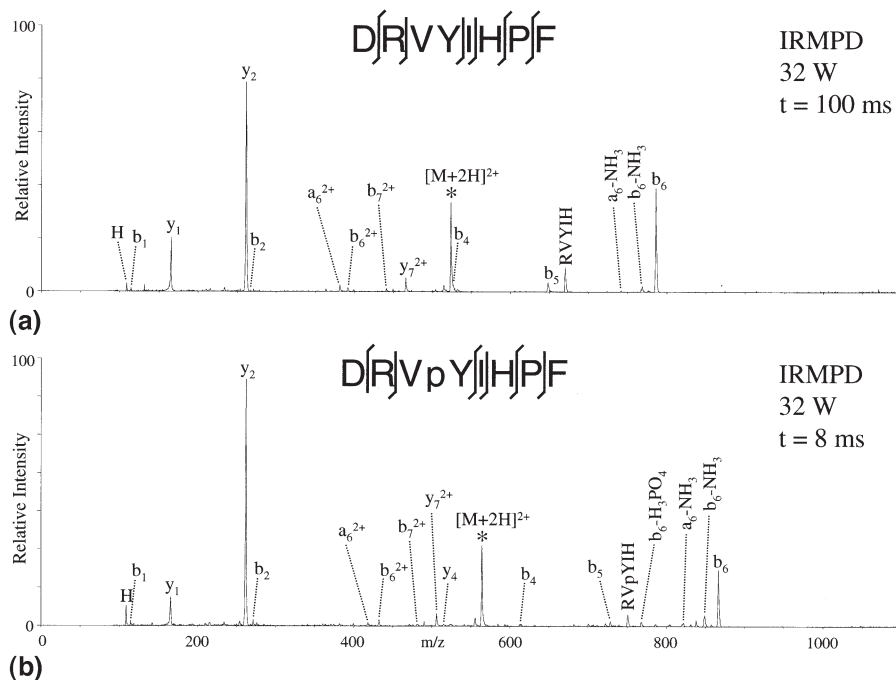 100
DRVYIHPF
IRMPD
32 W
t = 100 ms
Relative Intensity
y₂
a₆-NH₃
b₆-NH₃
b₆
a₆²⁺
b₇²⁺
[M+2H]²⁺
*
H
b₁
y₁
b₂
b₆²⁺
y₇²⁺
b₄
b₅
RVYIH
0
(a)
100
DRVpYIHPF
IRMPD
32 W
t = 8 ms
Relative Intensity
y₂
b₆-H₃PO₄
a₆-NH₃
b₆-NH₃
y₇²⁺
a₆²⁺
b₇²⁺
[M+2H]²⁺
*
H
b₁
y₁
b₂
b₆²⁺
y₄
b₄
b₅
RVpYIH
b₆
0
0 200 400 m/z 600 800 1000
(b)